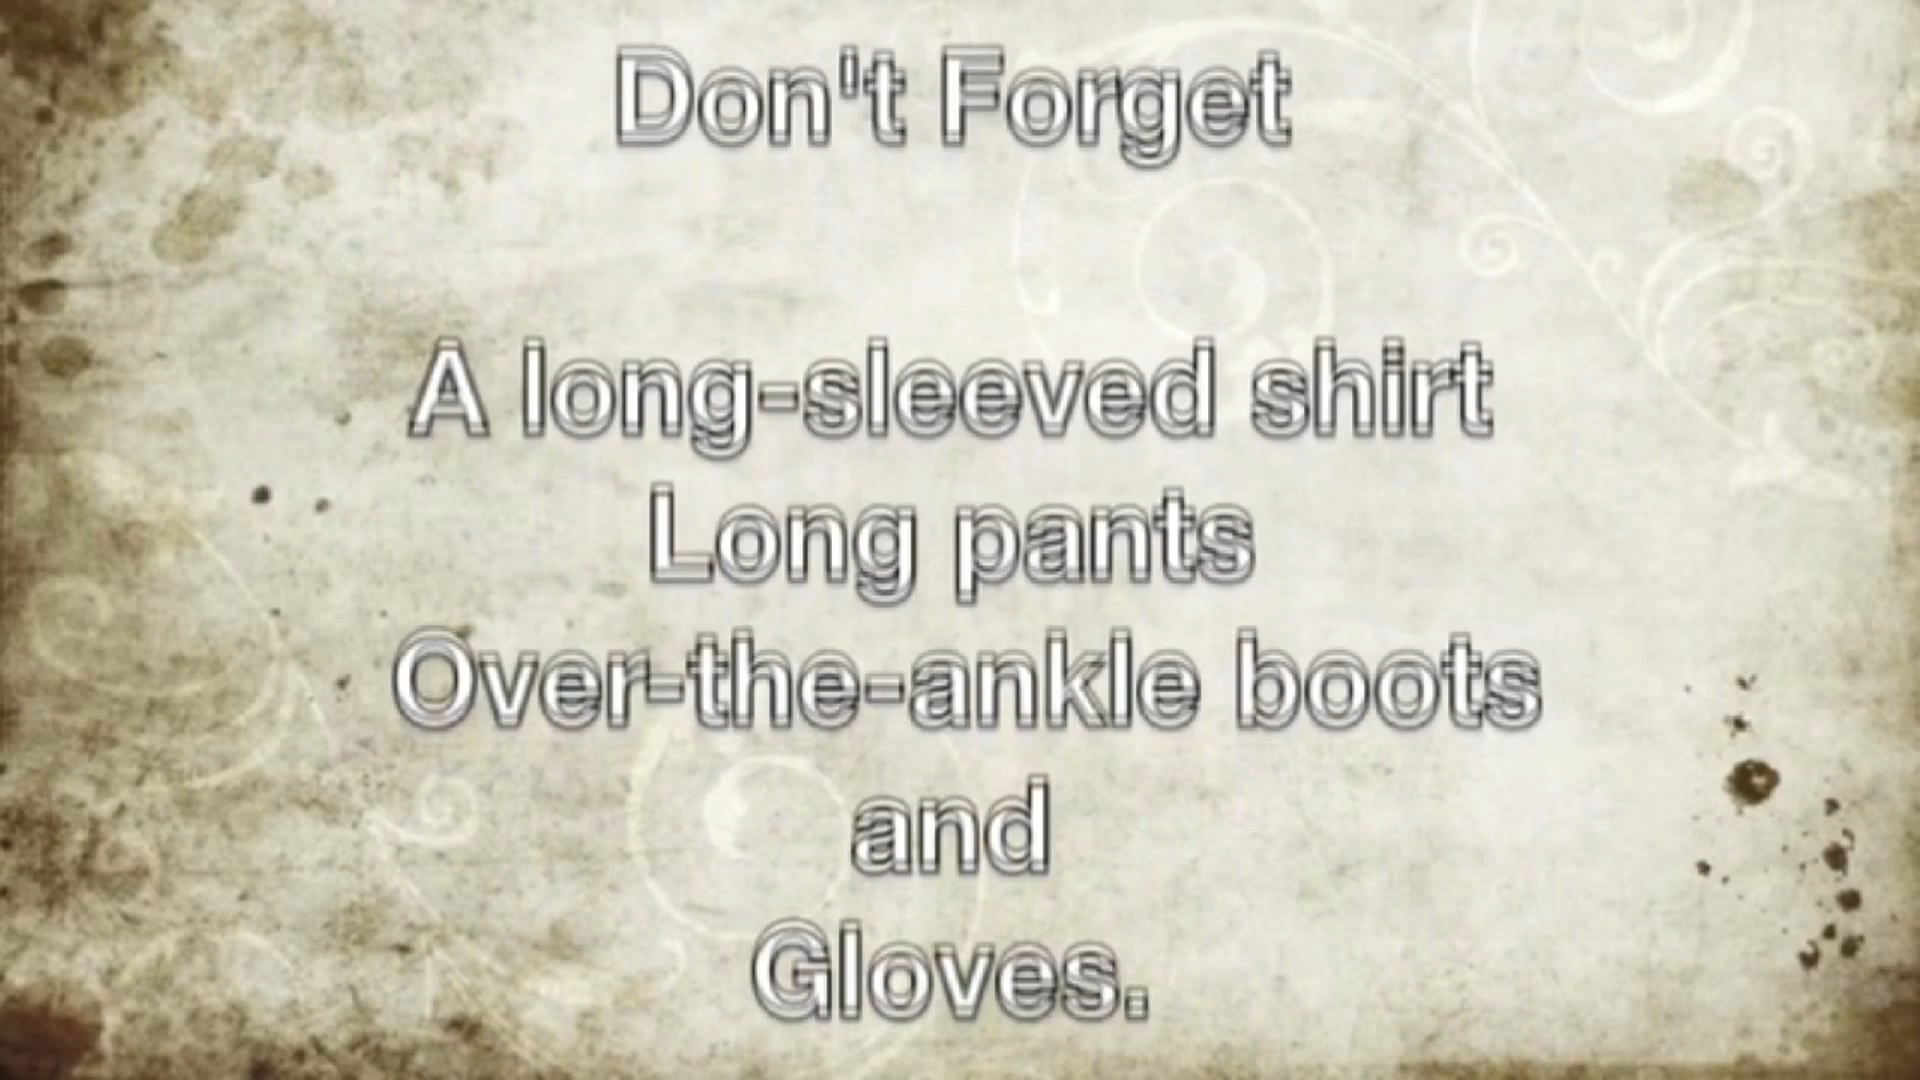 Don't Forget
A long-sleeved shirt
Long pants
Over-the-ankle boots
and
Gloves.